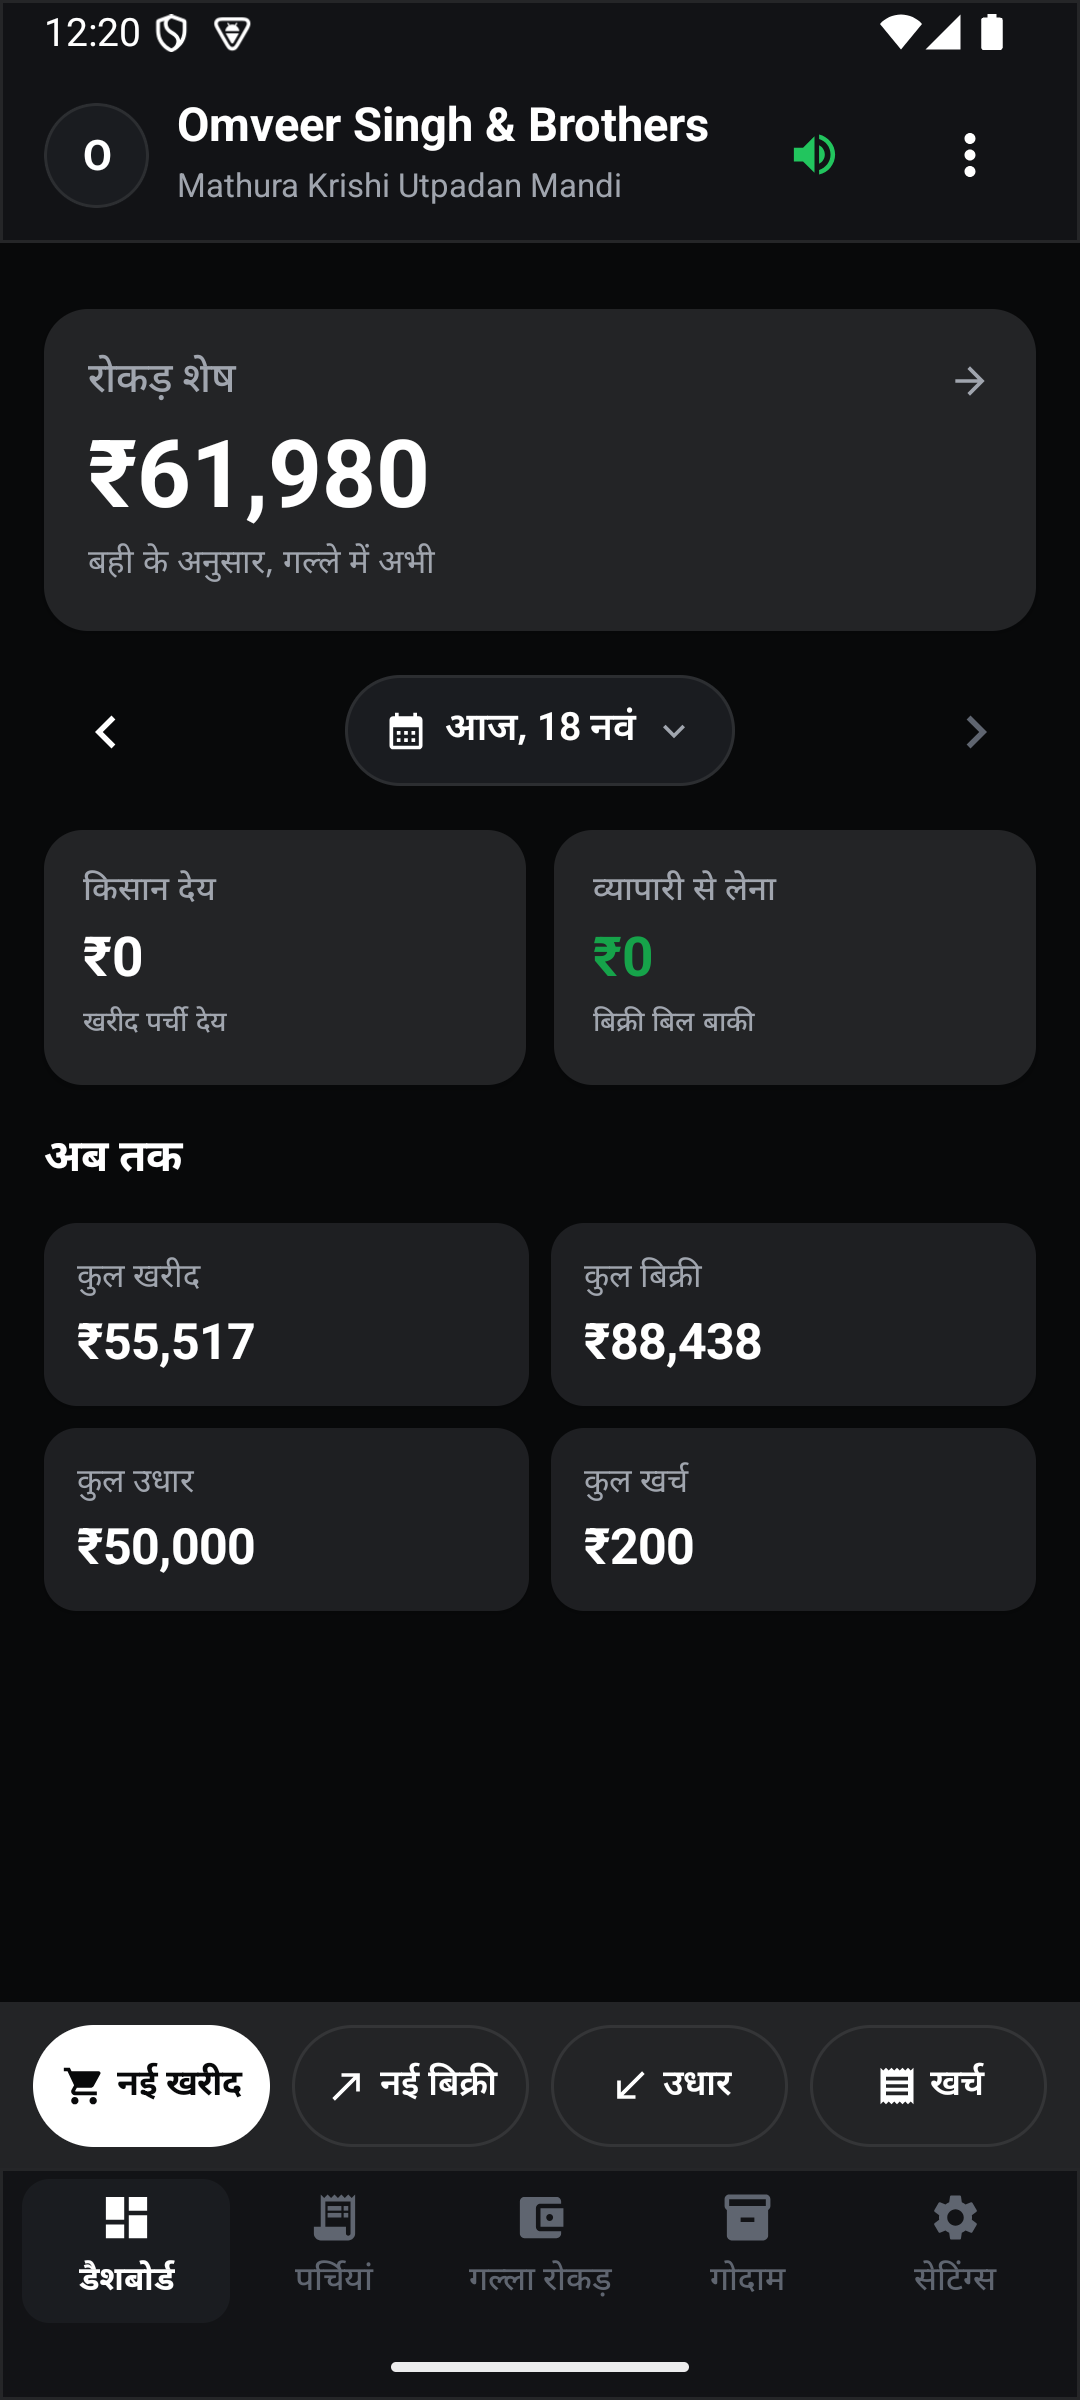 12:20
O
Omveer Singh & Brothers
Mathura Krishi Utpadan Mandi
रोकड़ शेष
₹61,980
बही के अनुसार, गल्ले में अभी
आज, 18 नवं
किसान देय
₹0
खरीद पर्ची देय
व्यापारी से लेना
₹0
बिक्री बिल बाकी
अब तक
कुल खरीद
₹55,517
कुल बिक्री
₹88,438
कुल उधार
₹50,000
कुल खर्च
₹200
नई खरीद
नई बिक्री
उधार
खर्च
डैशबोर्ड
पर्चियां
गल्ला रोकड़
गोदाम
सेटिंग्स